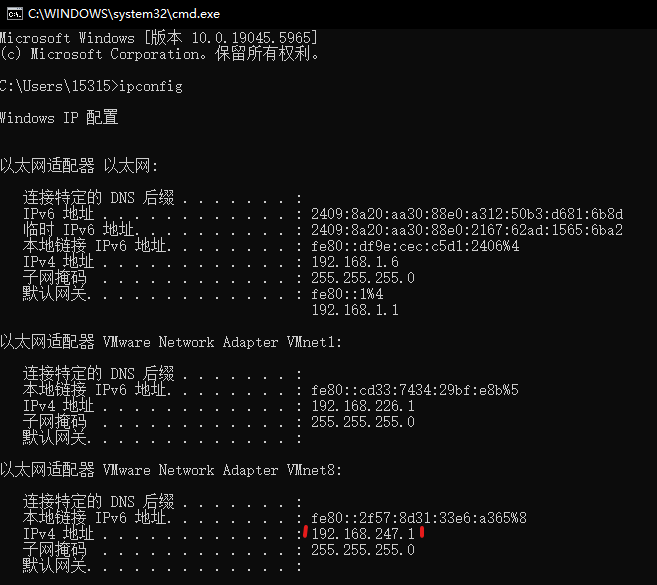 C:\WINDOWS\system32\cmd.exe
Microsoft Windows [版本 10.0.19045.5965]
(c) Microsoft Corporation。保留所有权利。
C:\Users\15315>ipconfig
Windows IP 配置
以太网适配器 以太网:
连接特定的 DNS 后缀 . . . . . . . :
IPv6 地址 . . . . . . . . . . . . : 2409:8a20:aa30:88e0:a312:50b3:d681:6b8d
临时 IPv6 地址. . . . . . . . . . : 2409:8a20:aa30:88e0:2167:62ad:1565:6ba2
本地链接 IPv6 地址. . . . . . . . : fe80::df9e:cec:c5d1:2406%4
IPv4 地址 . . . . . . . . . . . . : 192.168.1.6
子网掩码 . . . . . . . . . . . . : 255.255.255.0
默认网关. . . . . . . . . . . . . : fe80::1%4
192.168.1.1
以太网适配器 VMware Network Adapter VMnet1:
连接特定的 DNS 后缀 . . . . . . . :
本地链接 IPv6 地址. . . . . . . . : fe80::cd33:7434:29bf:e8b%5
IPv4 地址 . . . . . . . . . . . . : 192.168.226.1
子网掩码 . . . . . . . . . . . . : 255.255.255.0
默认网关. . . . . . . . . . . . . :
以太网适配器 VMware Network Adapter VMnet8:
连接特定的 DNS 后缀 . . . . . . . :
本地链接 IPv6 地址. . . . . . . . : fe80::2f57:8d31:33e6:a365%8
IPv4 地址 . . . . . . . . . . . . : 192.168.247.1
子网掩码 . . . . . . . . . . . . : 255.255.255.0
默认网关. . . . . . . . . . . . . :